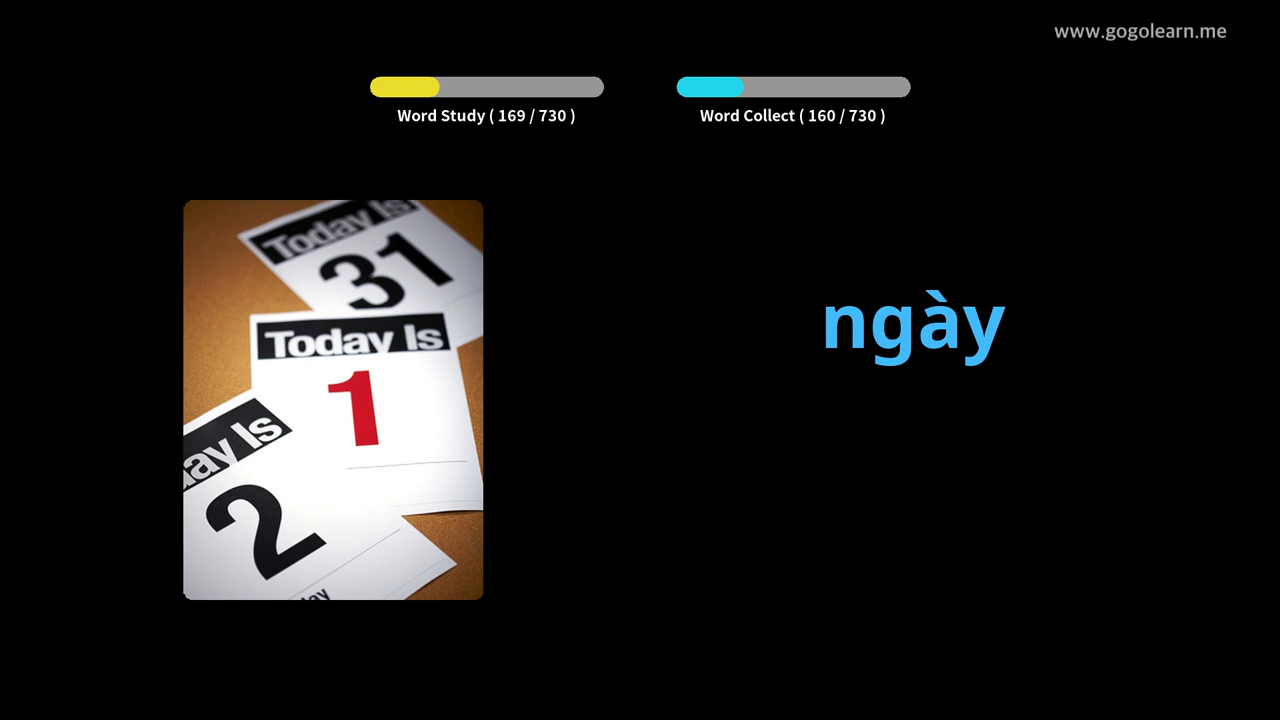 www.gogolearn.me
Word Study ( 169 / 730 )
Word Collect ( 160 / 730 )
Today Is
31
Today Is
1
ay Is
2
ay
ngày